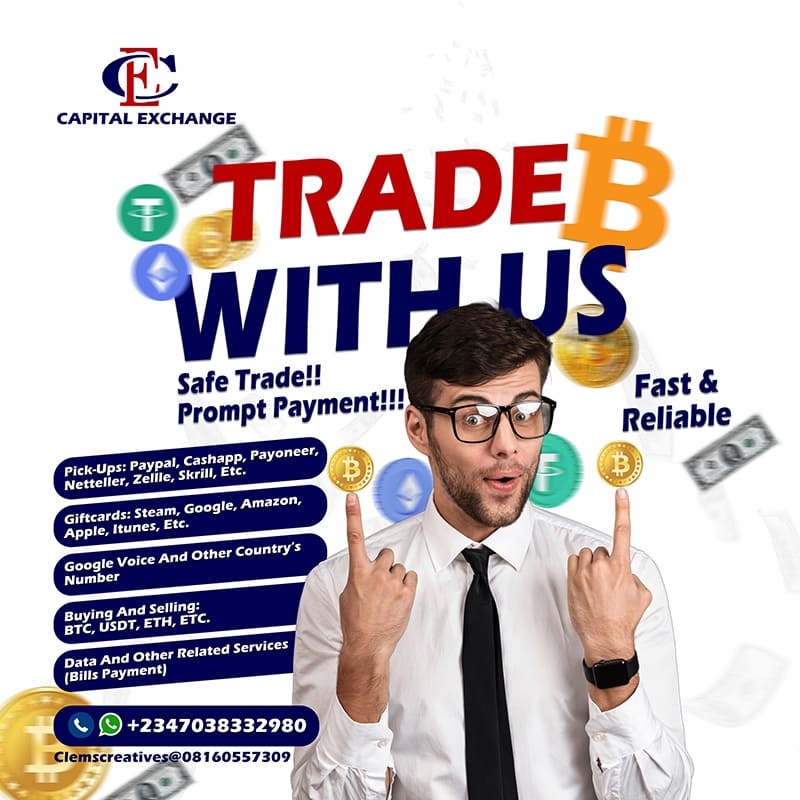 CAPITAL EXCHANGE
TRADE
WITH US
Safe Trade!!
Prompt Payment!!!
Fast &
Reliable
Pick-Ups: Paypal, Cashapp, Payoneer,
Netteller, Zellle, Skrill, Etc.
Giftcards: Steam, Google, Amazon,
Apple, Itunes, Etc.
Google Voice And Other Country's
Number
Buying And Selling:
BTC, USDT, ETH, ETC.
Data And Other Related Services
(Bills Payment)
+2347038332980
Clemscreatives@08160557309